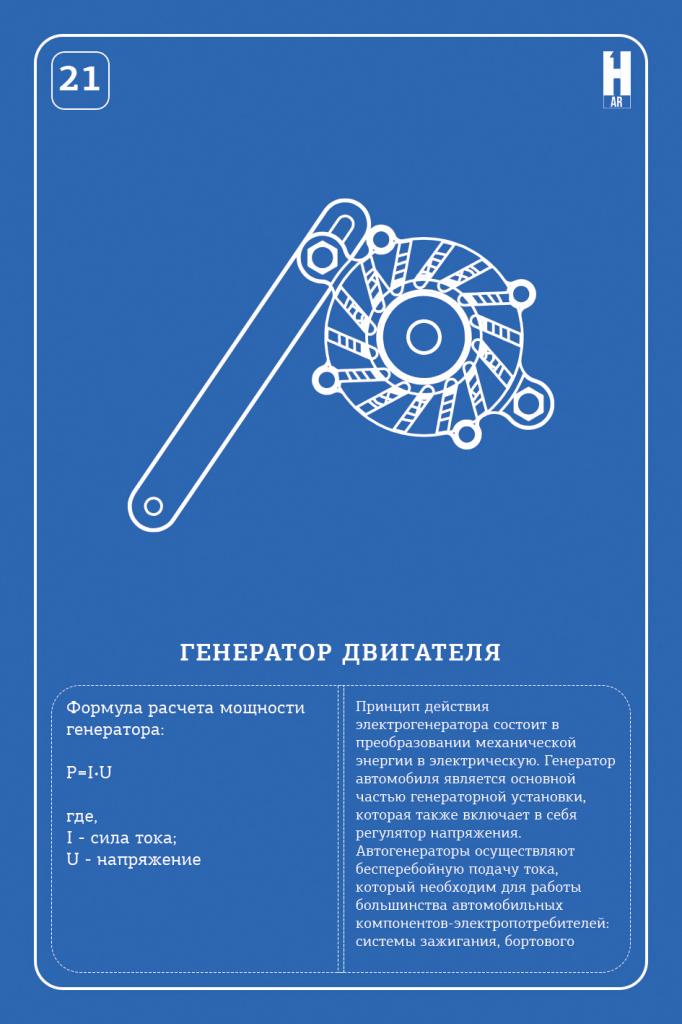 21
H
AR
ГЕНЕРАТОР ДВИГАТЕЛЯ
Формула расчета мощности
генератора:
P=I·U
где,
I - сила тока;
U - напряжение
Принцип действия
электрогенератора состоит в
преобразовании механической
энергии в электрическую. Генератор
автомобиля является основной
частью генераторной установки,
которая также включает в себя
регулятор напряжения.
Автогенераторы осуществляют
бесперебойную подачу тока,
который необходим для работы
большинства автомобильных
компонентов-электропотребителей:
системы зажигания, бортового